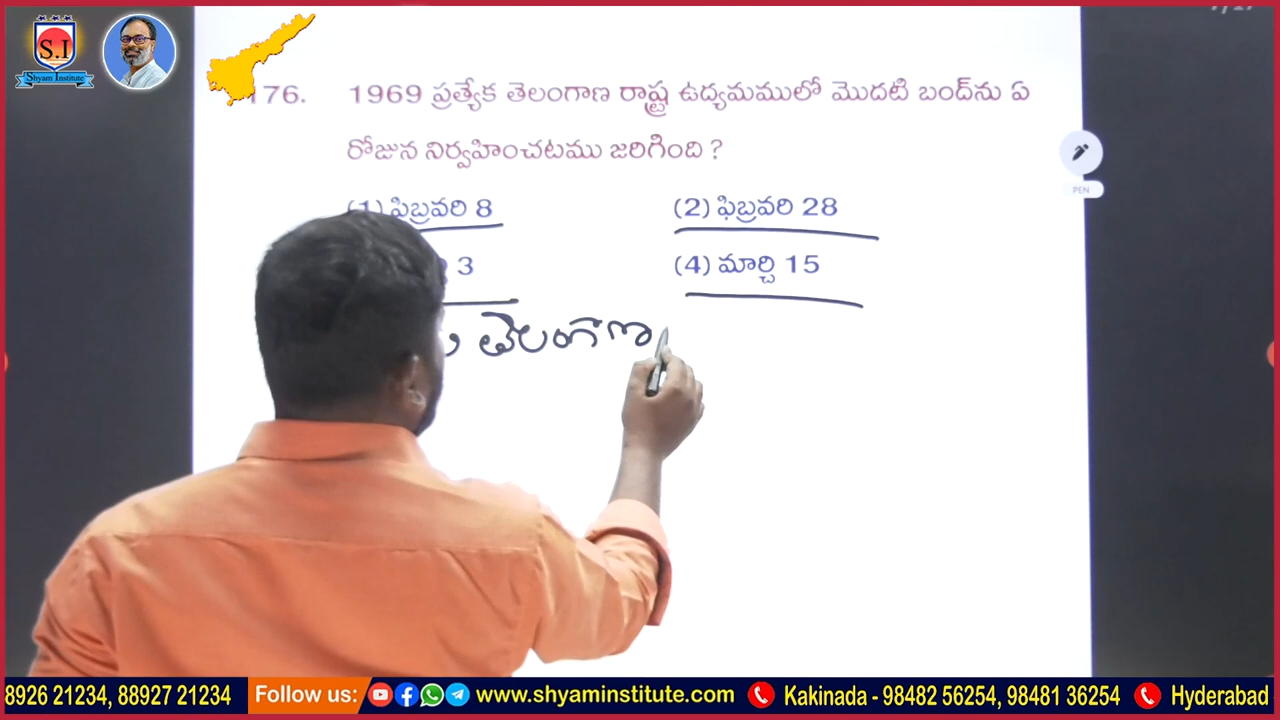 S.I
Shyam Institute
176. 1969 ప్రత్యేక తెలంగాణ రాష్ట్ర ఉద్యమములో మొదటి బంద్‌ను ఏ
రోజున నిర్వహించటము జరిగింది ?
(1) ఫిబ్రవరి 8 (2) ఫిబ్రవరి 28
3 (4) మార్చి 15
తెలంగాణ
PEN
8926 21234, 88927 21234 Follow us: www.shyaminstitute.com Kakinada - 98482 56254, 98481 36254 Hyderabad